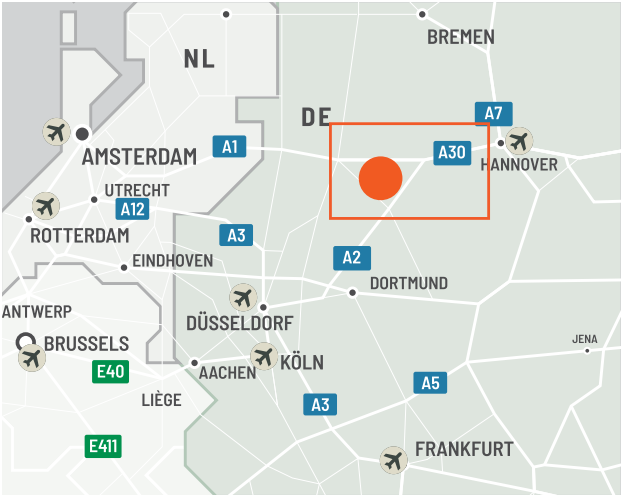 BREMEN
NL
DE
A7
A1
A30
HANNOVER
AMSTERDAM
UTRECHT
A12
ROTTERDAM
A3
A2
EINDHOVEN
DORTMUND
ANTWERP
DÜSSELDORF
BRUSSELS
JENA
KÖLN
AACHEN
E40
A5
LIÈGE
A3
E411
FRANKFURT